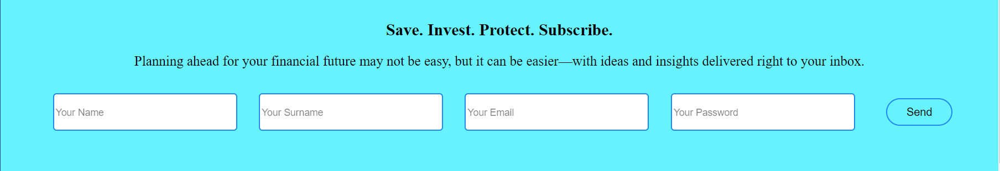 Save. Invest. Protect. Subscribe.
Planning ahead for your financial future may not be easy, but it can be easier—with ideas and insights delivered right to your inbox.
Your Name Your Surname Your Email Your Password Send